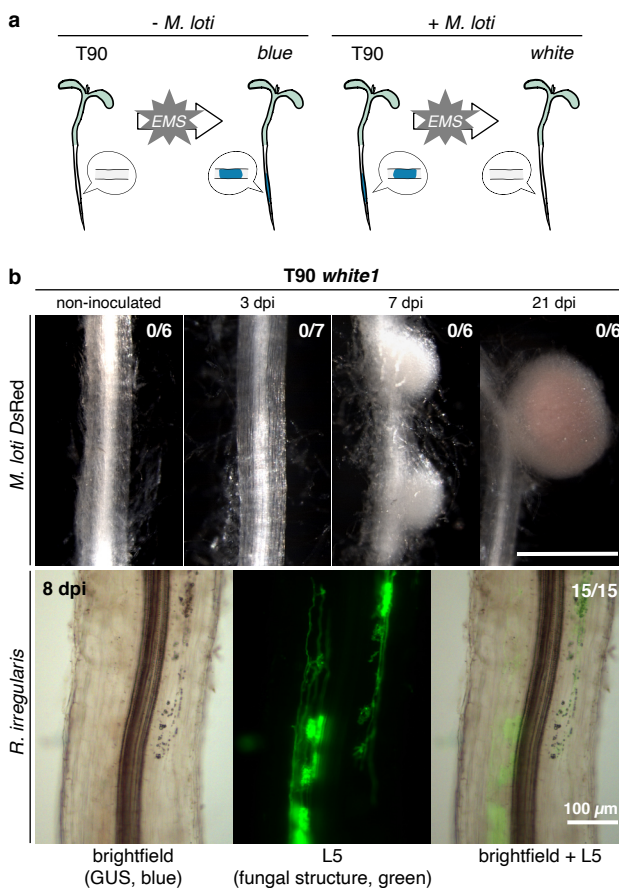 a
- M. loti + M. loti
T90 blue T90 white
EMS EMS
b
T90 white1
non-inoculated 3 dpi 7 dpi 21 dpi
M. loti DsRed
0/6 0/7 0/6 0/6
R. irregularis
8 dpi 15/15
100 µm
brightfield L5 brightfield + L5
(GUS, blue) (fungal structure, green)